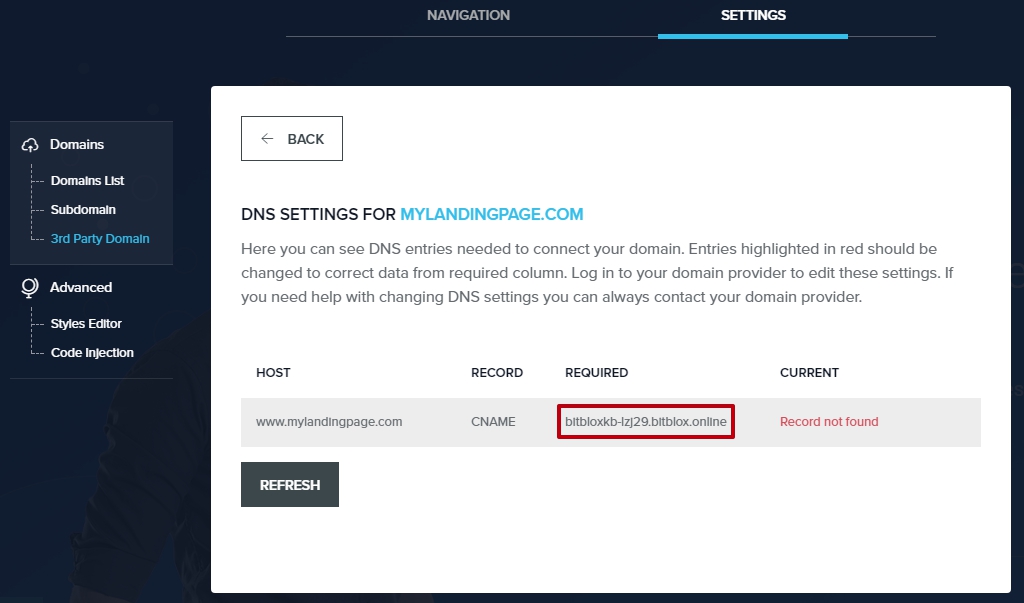 NAVIGATION
SETTINGS
Domains
Domains List
Subdomain
3rd Party Domain
Advanced
Styles Editor
Code Injection
BACK
DNS SETTINGS FOR MYLANDINGPAGE.COM
Here you can see DNS entries needed to connect your domain. Entries highlighted in red should be
changed to correct data from required column. Log in to your domain provider to edit these settings. If
you need help with changing DNS settings you can always contact your domain provider.
HOST RECORD REQUIRED CURRENT
www.mylandingpage.com CNAME bitbloxkb-lzj29.bitblox.online Record not found
REFRESH